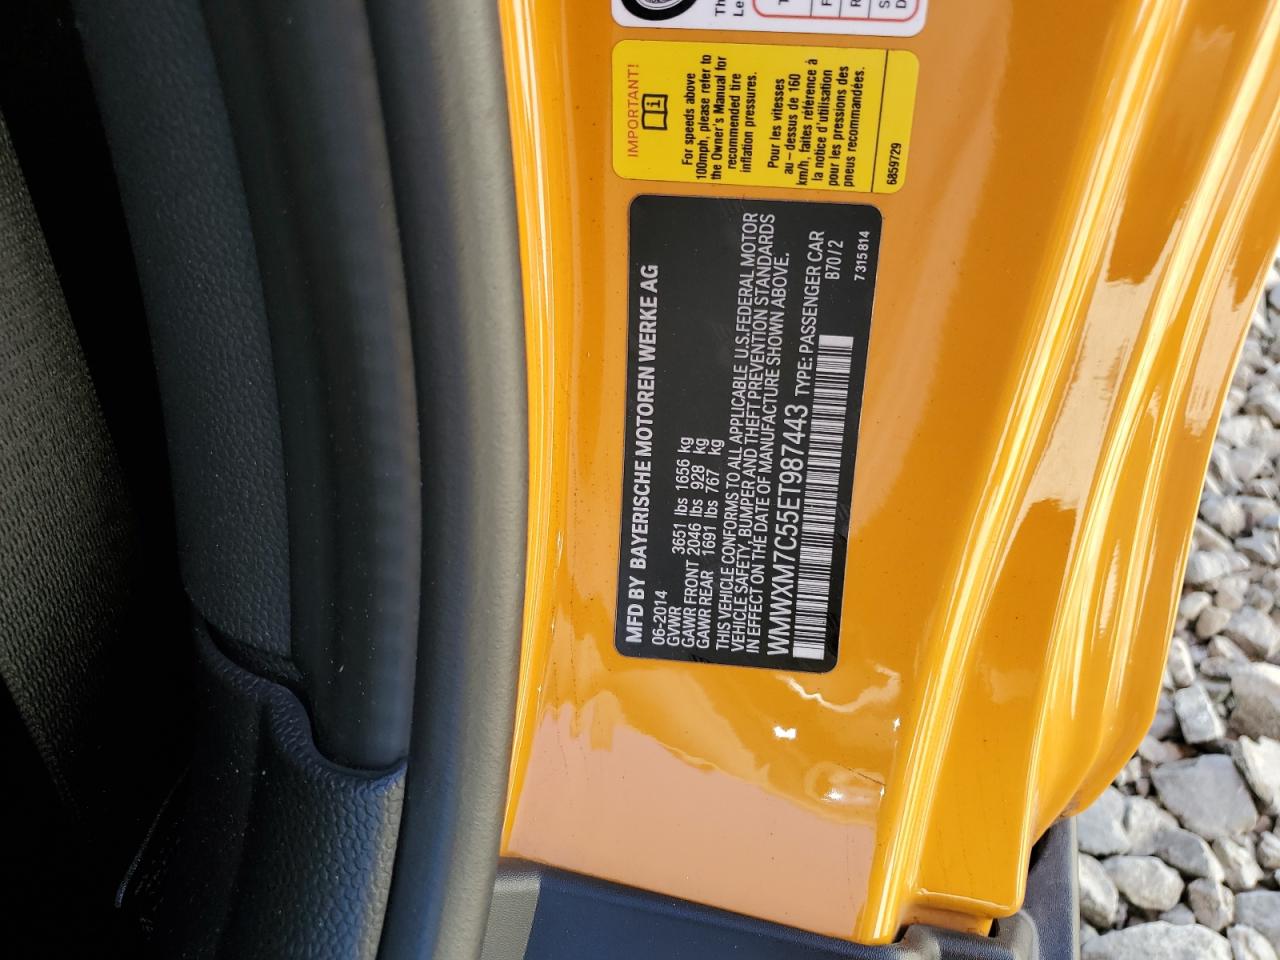 Th
Le
IMPORTANT!
For speeds above
100mph, please refer to
the Owner's Manual for
recommended tire
inflation pressures.
Pour les vitesses
au-dessus de 160
km/h, faites référence à
la notice d'utilisation
pour les pressions des
pneus recommandées.
6859729
MFD BY BAYERISCHE MOTOREN WERKE AG
06-2014
GVWR 3651 lbs 1656 kg
GAWR FRONT 2046 lbs 928 kg
GAWR REAR 1691 lbs 767 kg
THIS VEHICLE CONFORMS TO ALL APPLICABLE U.S.FEDERAL MOTOR
VEHICLE SAFETY, BUMPER AND THEFT PREVENTION STANDARDS
IN EFFECT ON THE DATE OF MANUFACTURE SHOWN ABOVE.
WMWXM7C55ET987443 TYPE: PASSENGER CAR
B70/2
7315814